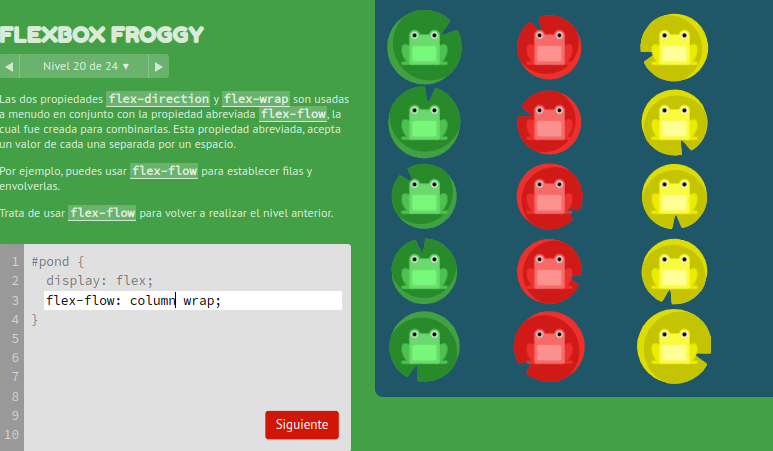 FLEXBOX FROGGY
◀ Nivel 20 de 24 ▾ ▶
Las dos propiedades flex-direction y flex-wrap son usadas
a menudo en conjunto con la propiedad abreviada flex-flow, la
cual fue creada para combinarlas. Esta propiedad abreviada, acepta
un valor de cada una separada por un espacio.
Por ejemplo, puedes usar flex-flow para establecer filas y
envolverlas.
Trata de usar flex-flow para volver a realizar el nivel anterior.
1 #pond {
2 display: flex;
3 flex-flow: column wrap;
4 }
5
6
7
8
9
10
Siguiente